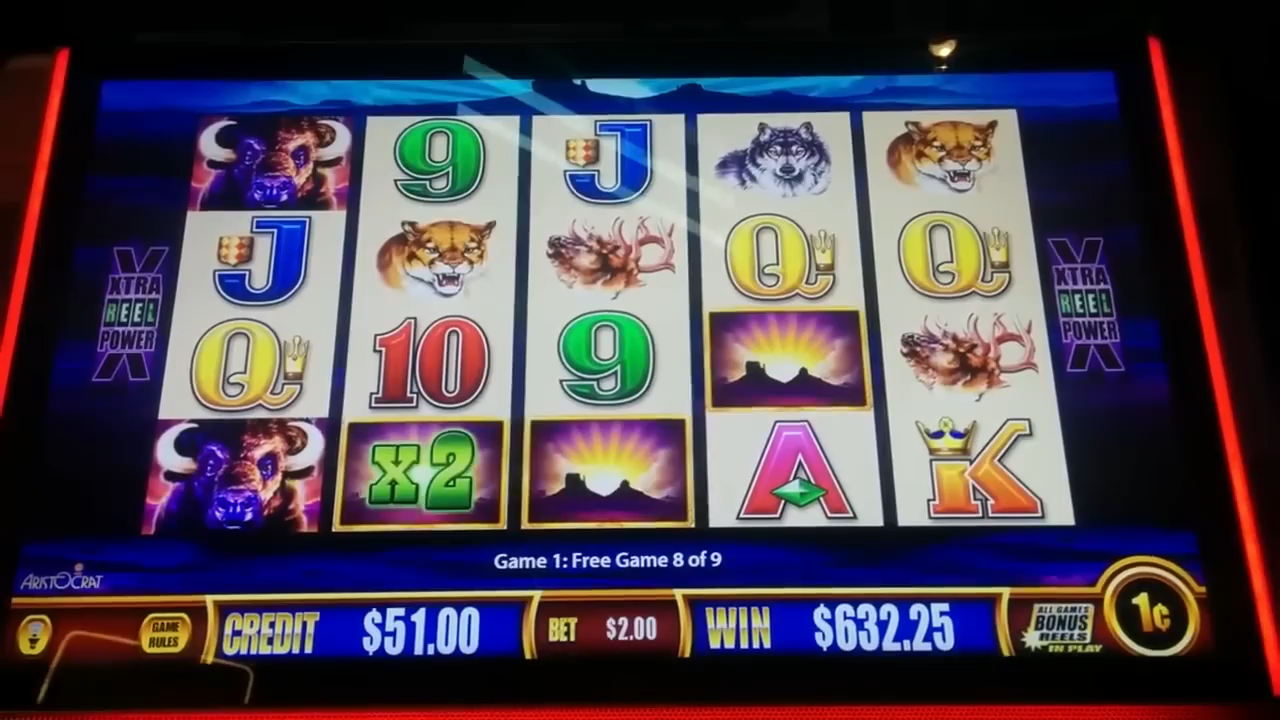 9 J
J Q Q
Q 10 9
X2 A K
XTRA
REEL
POWER
XTRA
REEL
POWER
Game 1: Free Game 8 of 9
ARISTOCRAT
GAME
RULES
CREDIT $51.00
BET $2.00
WIN $632.25
ALL GAMES
BONUS
REELS
IN PLAY
1¢